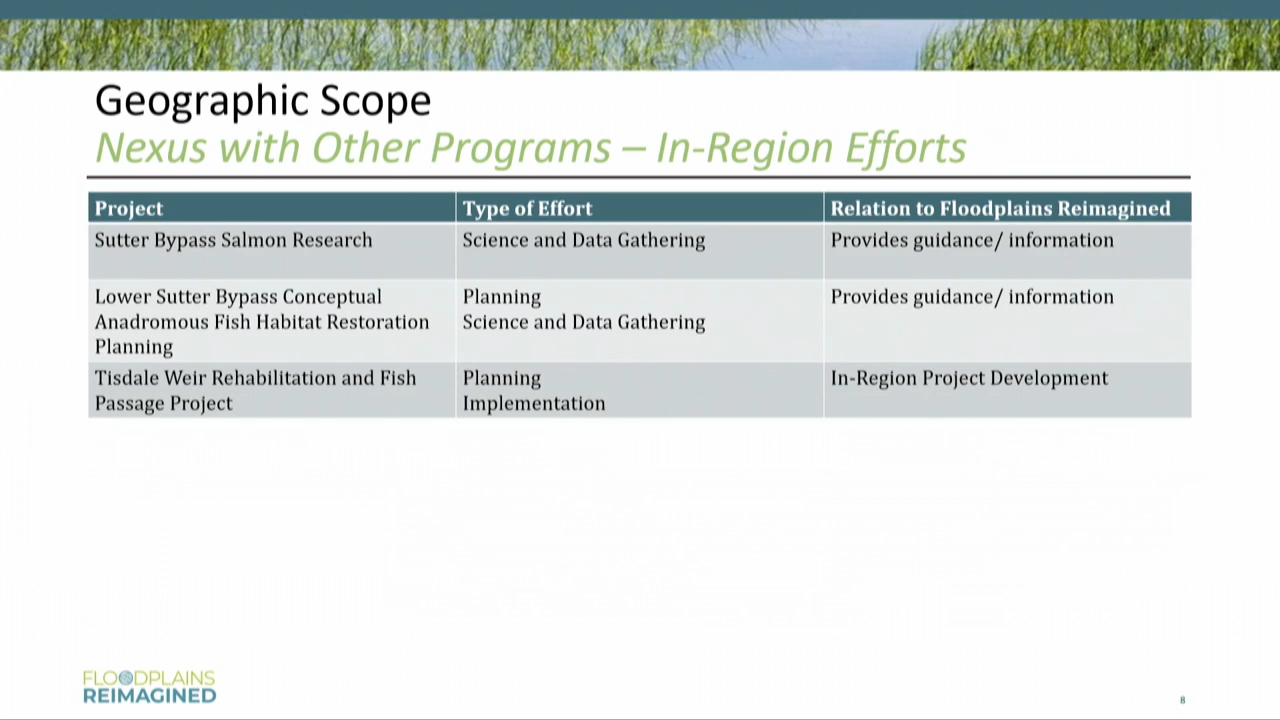 Geographic Scope
Nexus with Other Programs – In-Region Efforts
Project
Type of Effort
Relation to Floodplains Reimagined
Sutter Bypass Salmon Research
Science and Data Gathering
Provides guidance/ information
Lower Sutter Bypass Conceptual
Anadromous Fish Habitat Restoration
Planning
Planning
Science and Data Gathering
Provides guidance/ information
Tisdale Weir Rehabilitation and Fish
Passage Project
Planning
Implementation
In-Region Project Development
FLOODPLAINS
REIMAGINED
8